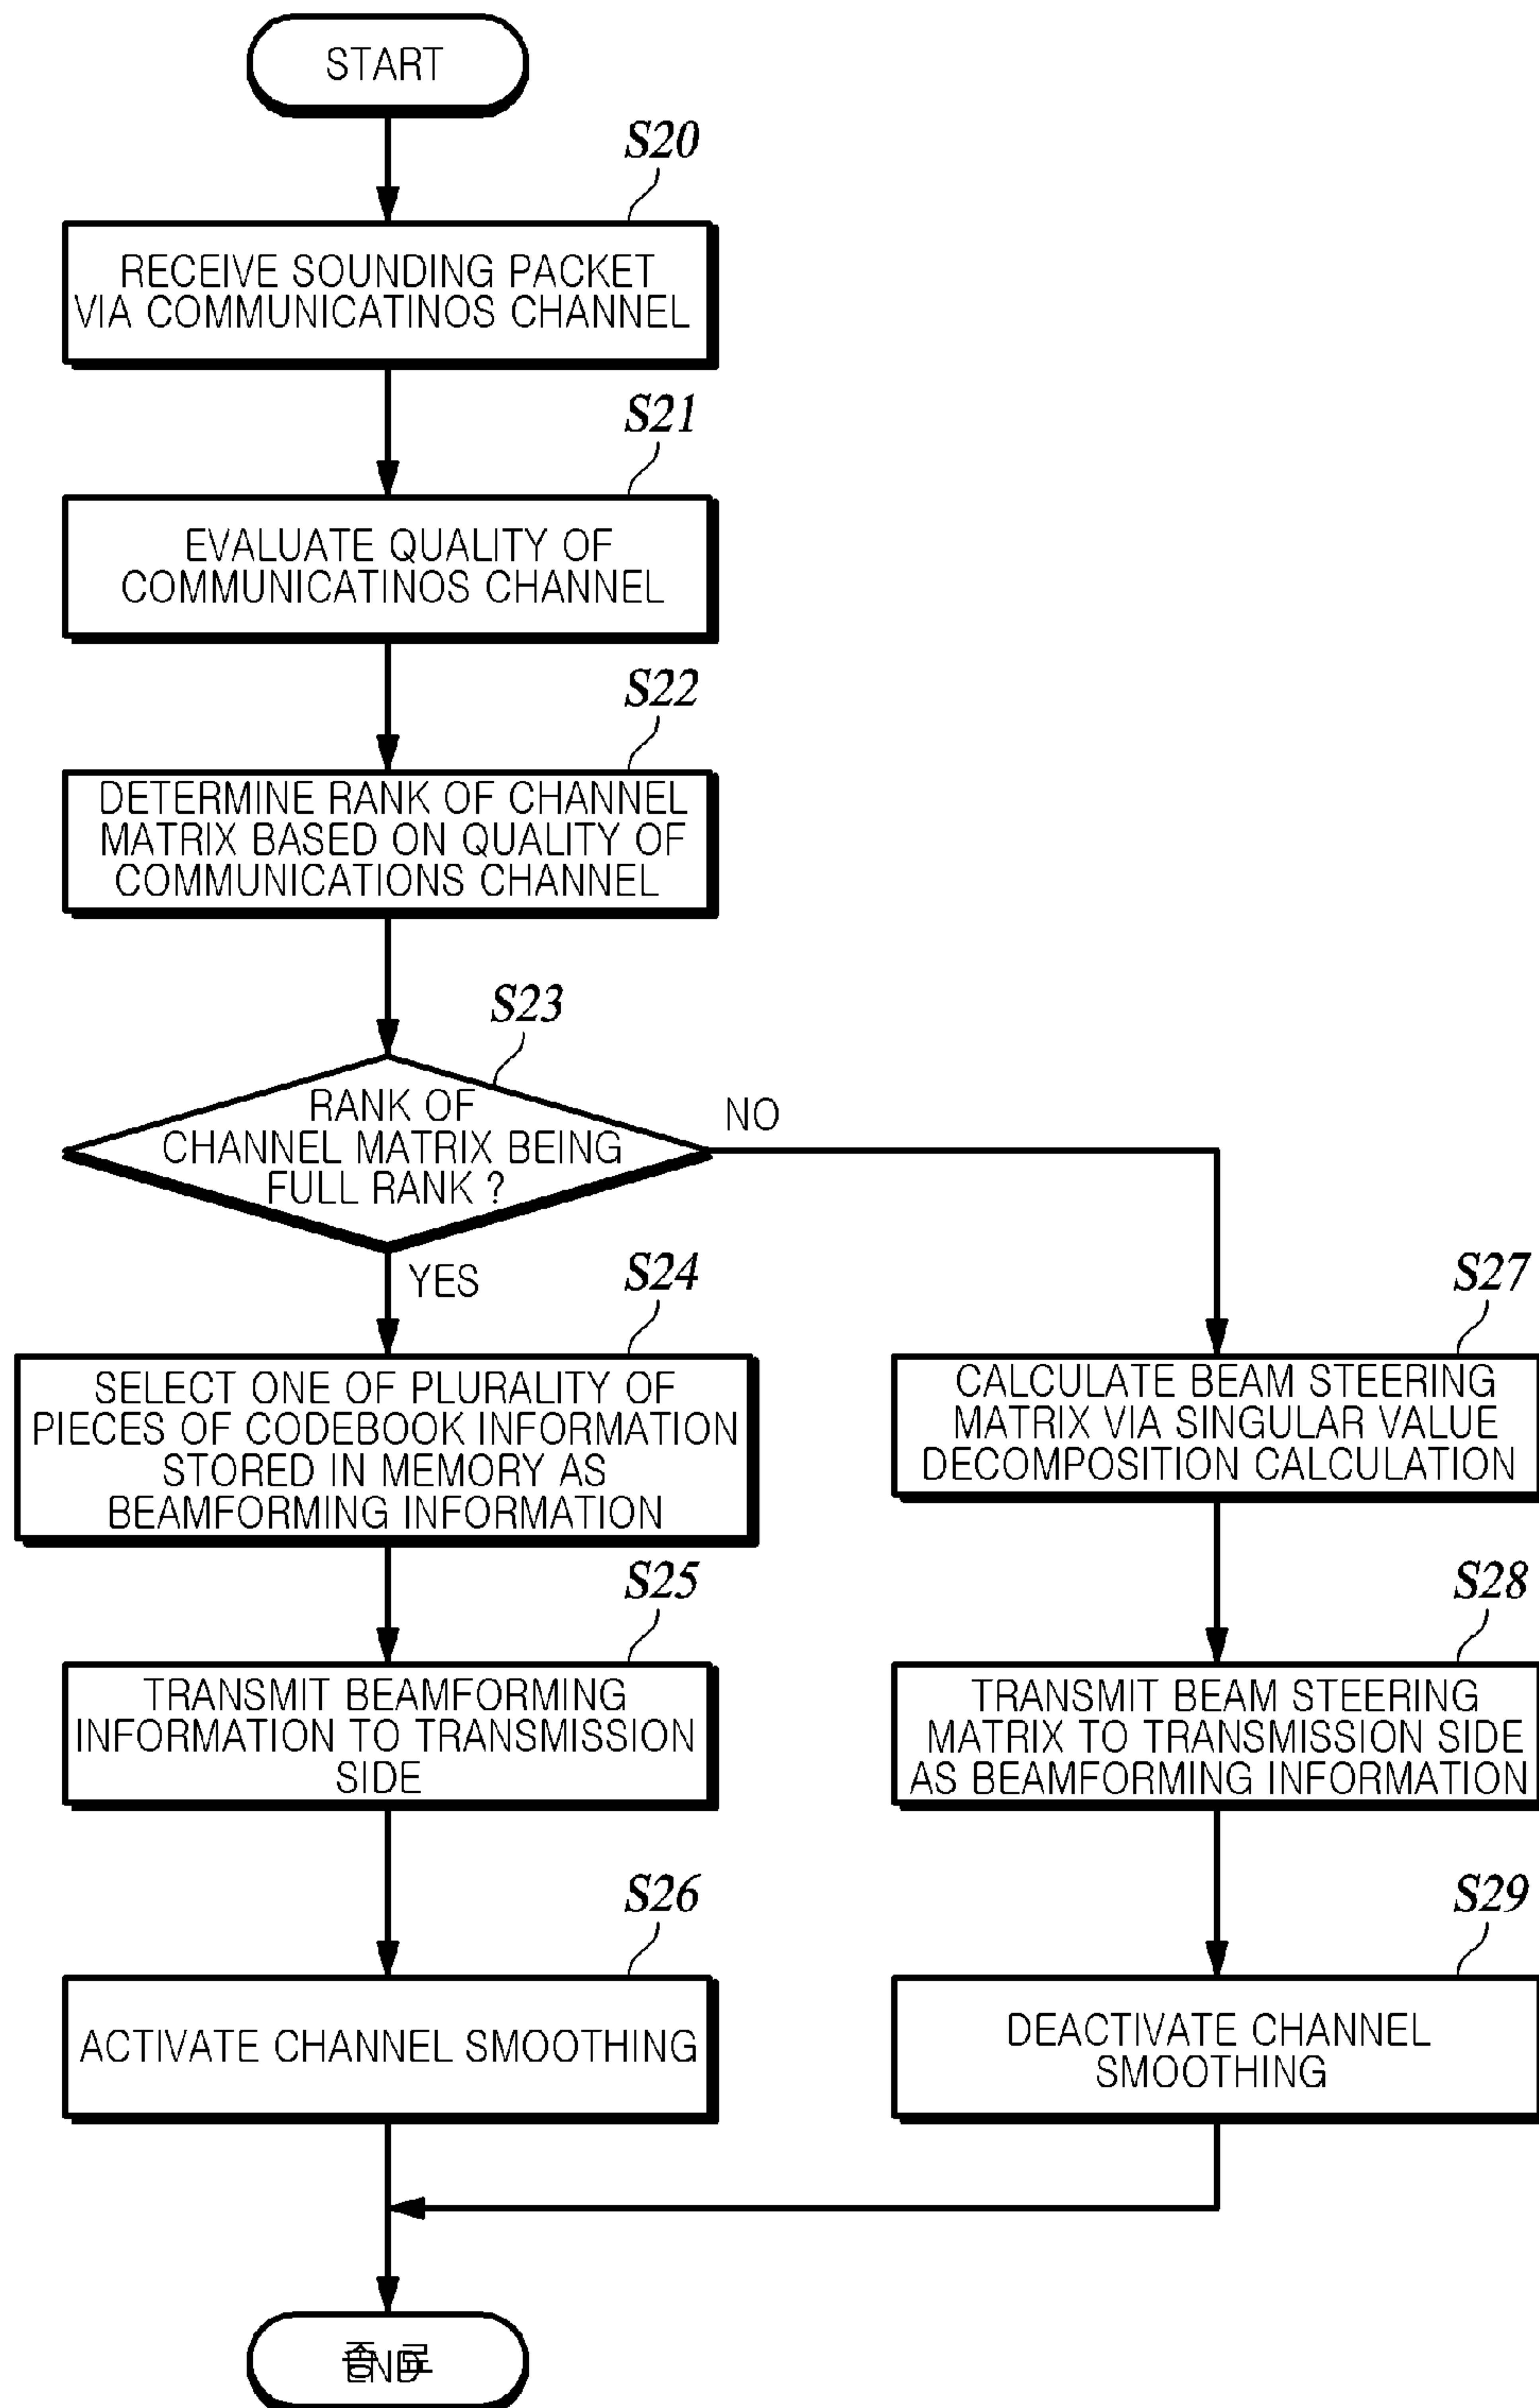 START
S20
RECEIVE SOUNDING PACKET
VIA COMMUNICATINOS CHANNEL
S21
EVALUATE QUALITY OF
COMMUNICATINOS CHANNEL
S22
DETERMINE RANK OF CHANNEL
MATRIX BASED ON QUALITY OF
COMMUNICATIONS CHANNEL
S23
RANK OF
CHANNEL MATRIX BEING
FULL RANK ?
NO
YES
S24
SELECT ONE OF PLURALITY OF
PIECES OF CODEBOOK INFORMATION
STORED IN MEMORY AS
BEAMFORMING INFORMATION
S25
TRANSMIT BEAMFORMING
INFORMATION TO TRANSMISSION
SIDE
S26
ACTIVATE CHANNEL SMOOTHING
S27
CALCULATE BEAM STEERING
MATRIX VIA SINGULAR VALUE
DECOMPOSITION CALCULATION
S28
TRANSMIT BEAM STEERING
MATRIX TO TRANSMISSION SIDE
AS BEAMFORMING INFORMATION
S29
DEACTIVATE CHANNEL
SMOOTHING
END